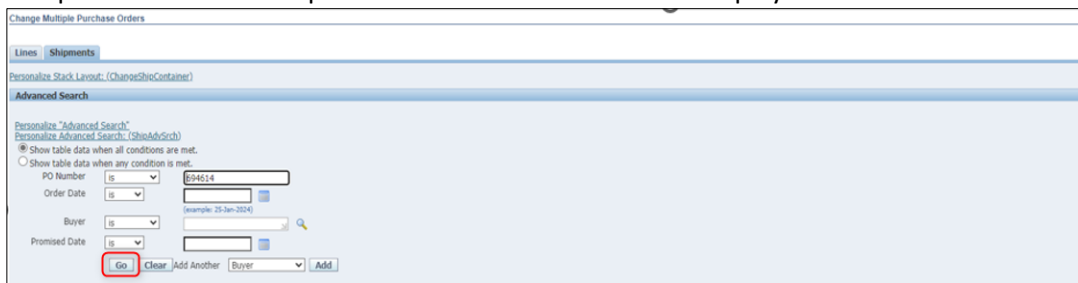 Change Multiple Purchase Orders
Lines Shipments
Personalize Stack Layout: (ChangeShipContainer)
Advanced Search
Personalize "Advanced Search"
Personalize Advanced Search: (ShipAdvSrch)
Show table data when all conditions are met.
Show table data when any condition is met.
PO Number is 694614
Order Date is
(example: 25-Jan-2024)
Buyer is
Promised Date is
Go Clear Add Another Buyer Add